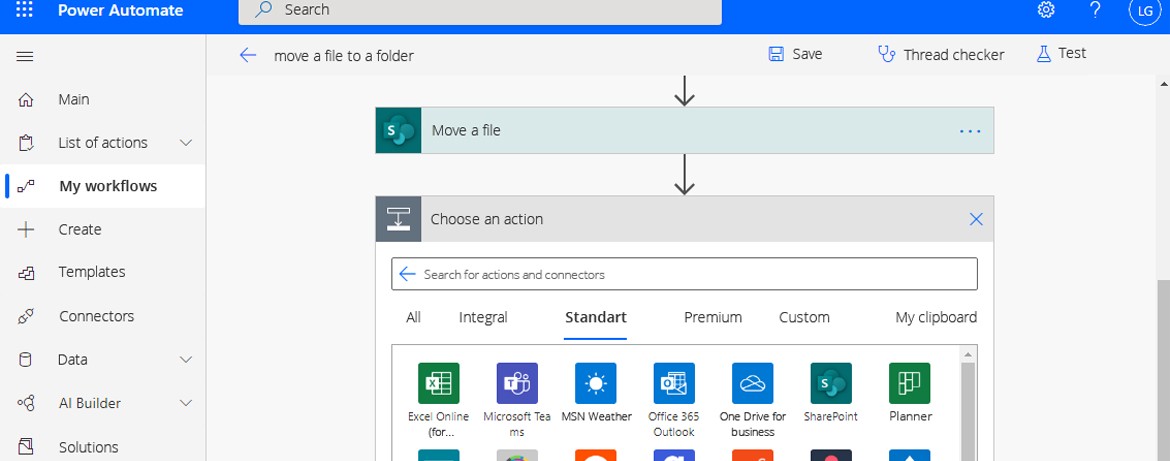 Power Automate
Search
?
LG
move a file to a folder
Save
Thread checker
Test
Main
List of actions
My workflows
Create
Templates
Connectors
Data
AI Builder
Solutions
S
Move a file
...
Choose an action
Search for actions and connectors
All
Integral
Standart
Premium
Custom
My clipboard
Excel Online
(for...
Microsoft Tea
ms
MSN Weather
Office 365
Outlook
One Drive for
business
SharePoint
Planner